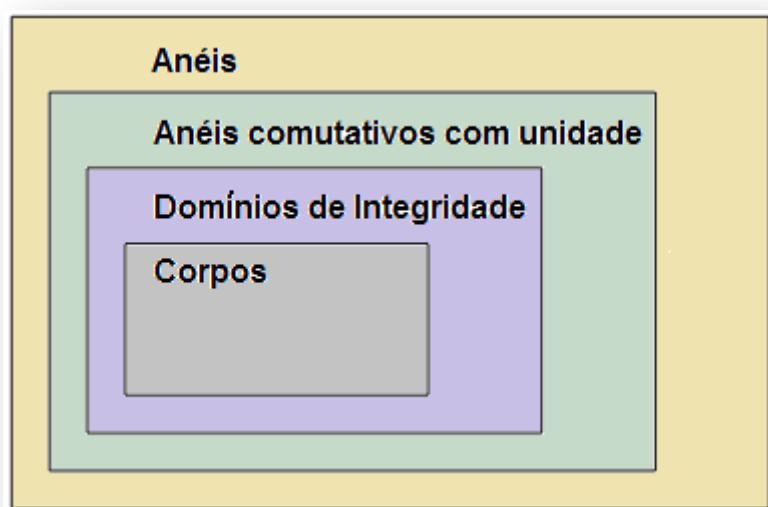 Anéis
Anéis comutativos com unidade
Domínios de Integridade
Corpos